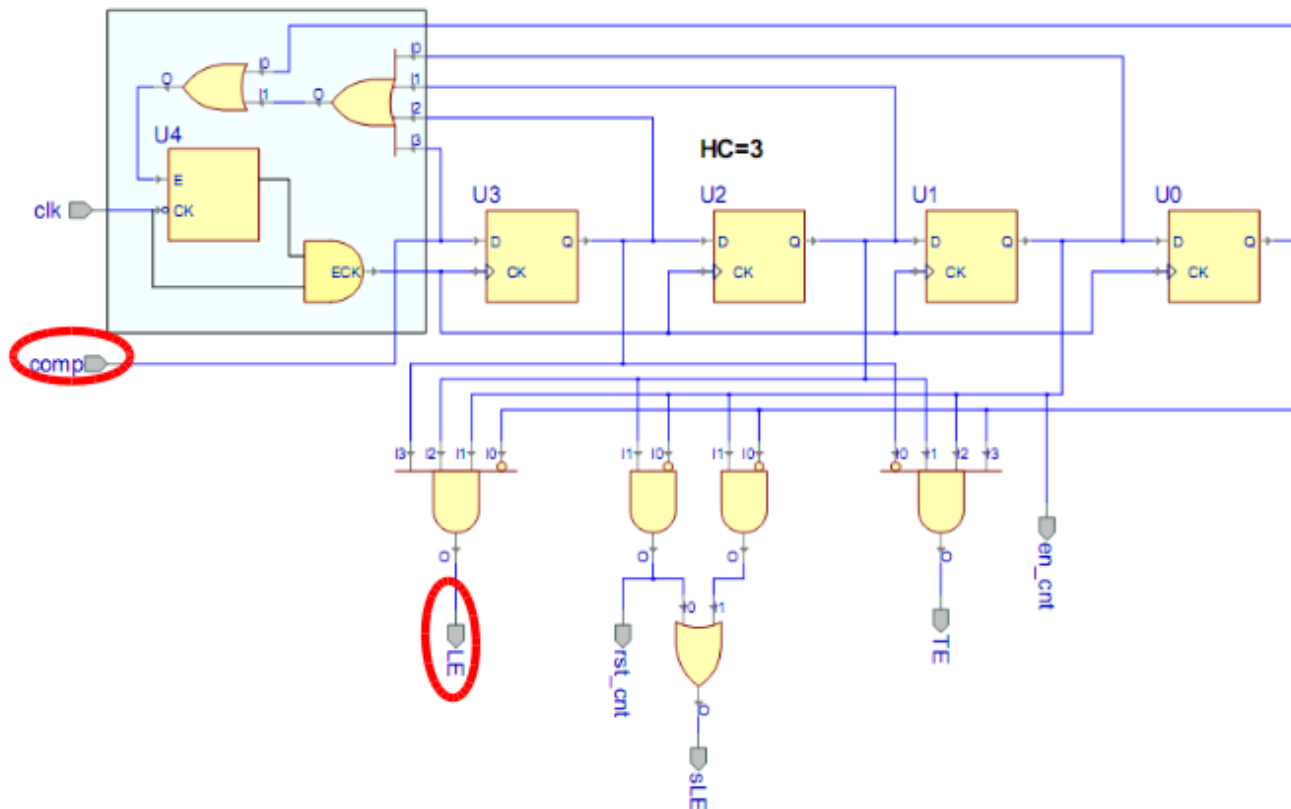 I0
O
O
I0
I1
I1
I1
I2
I3
U4
HC=3
E
U3
U2
U1
U0
clk
CK
D
Q
D
Q
D
Q
D
Q
ECK
CK
CK
CK
CK
comp
I3
I2
I1
I0
I1
I0
I1
I0
I0
I1
I2
I3
O
O
O
O
en_cnt
I0
I1
LE
rst_cnt
TE
O
sLE